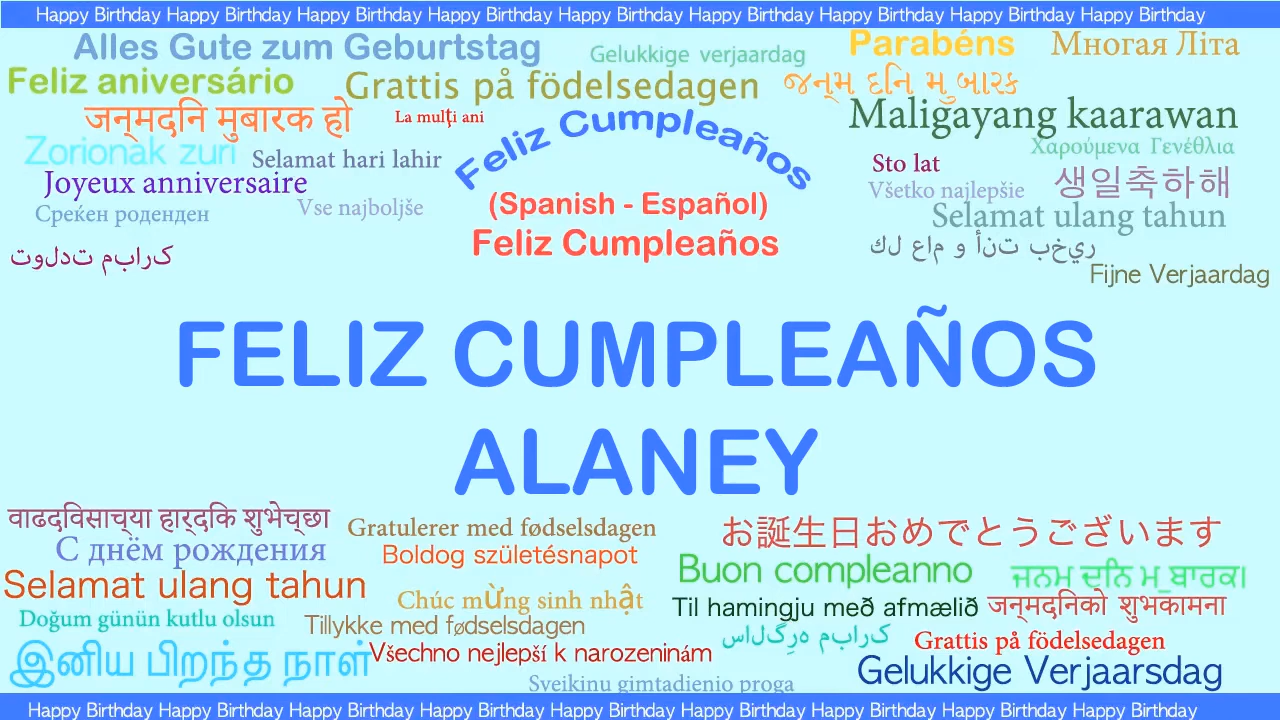 Happy Birthday Happy Birthday Happy Birthday Happy Birthday Happy Birthday Happy Birthday Happy Birthday Happy Birthday Happy Birthday
Alles Gute zum Geburtstag
Gelukkige verjaardag
Parabéns
Многая Літа
Feliz aniversário
Grattis på födelsedagen
જન્મ દિન મુબારક
जन्मदिन मुबारक हो
La mulţi ani
Feliz Cumpleaños
Maligayang kaarawan
Zorionak zuri
Selamat hari lahir
Sto lat
Χαρούμενα Γενέθλια
Joyeux anniversaire
(Spanish - Español)
Všetko najlepšie
생일축하해
Среќен роденден
Vse najboljše
Feliz Cumpleaños
Selamat ulang tahun
تولدت مبارک
كل عام و أنت بخير
Fijne Verjaardag
FELIZ CUMPLEAÑOS
ALANEY
वाढदिवसाच्या हार्दिक शुभेच्छा
Gratulerer med fødselsdagen
お誕生日おめでとうございます
С днём рождения
Boldog születésnapot
Buon compleanno
ਜਨਮ ਦਿਨ ਮੁਬਾਰਕ।
Selamat ulang tahun
Chúc mừng sinh nhật
Til hamingju með afmælið
जन्मदिनको शुभकामना
Doğum günün kutlu olsun
Tillykke med fødselsdagen
سالگرہ مبارک
Grattis på födelsedagen
இனிய பிறந்த நாள்
Všechno nejlepší k narozeninám
Gelukkige Verjaarsdag
Sveikinu gimtadienio proga
Happy Birthday Happy Birthday Happy Birthday Happy Birthday Happy Birthday Happy Birthday Happy Birthday Happy Birthday Happy Birthday